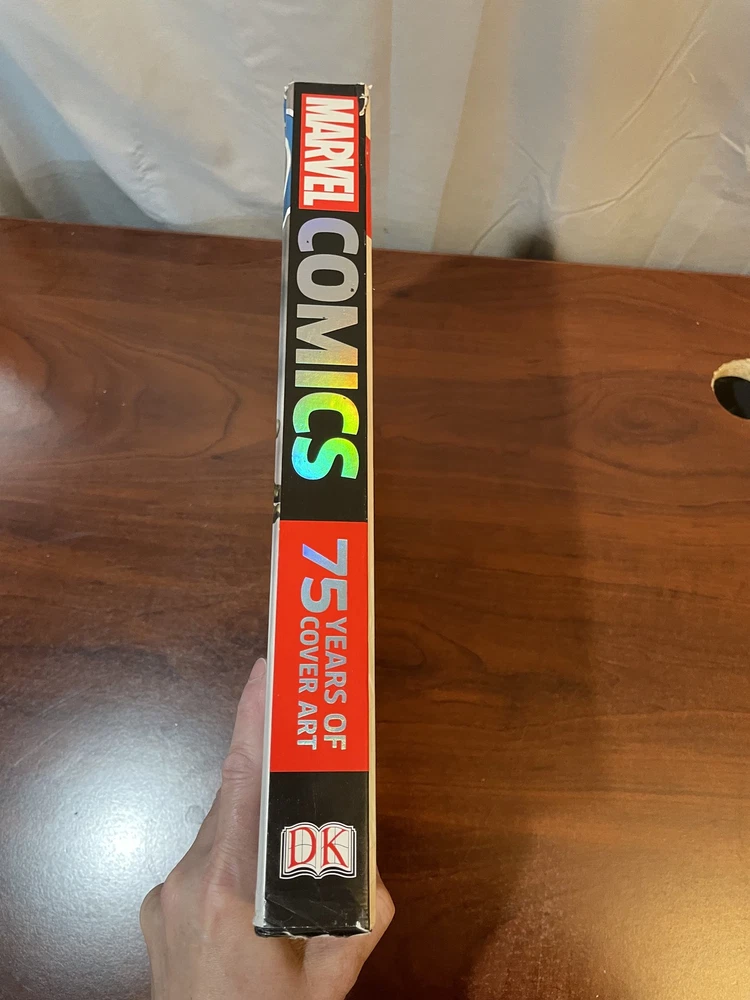 MARVEL
COMICS
75 YEARS OF
COVER ART
DK